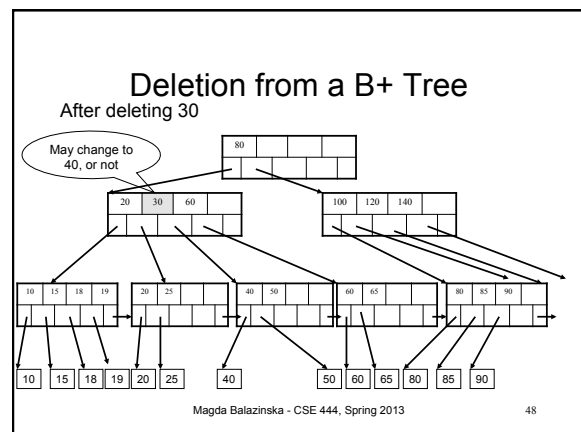 Deletion from a B+ Tree
After deleting 30
May change to
40, or not
80
20 30 60
100 120 140
10 15 18 19
20 25
40 50
60 65
80 85 90
10 15 18 19 20 25 40 50 60 65 80 85 90
Magda Balazinska - CSE 444, Spring 2013 48